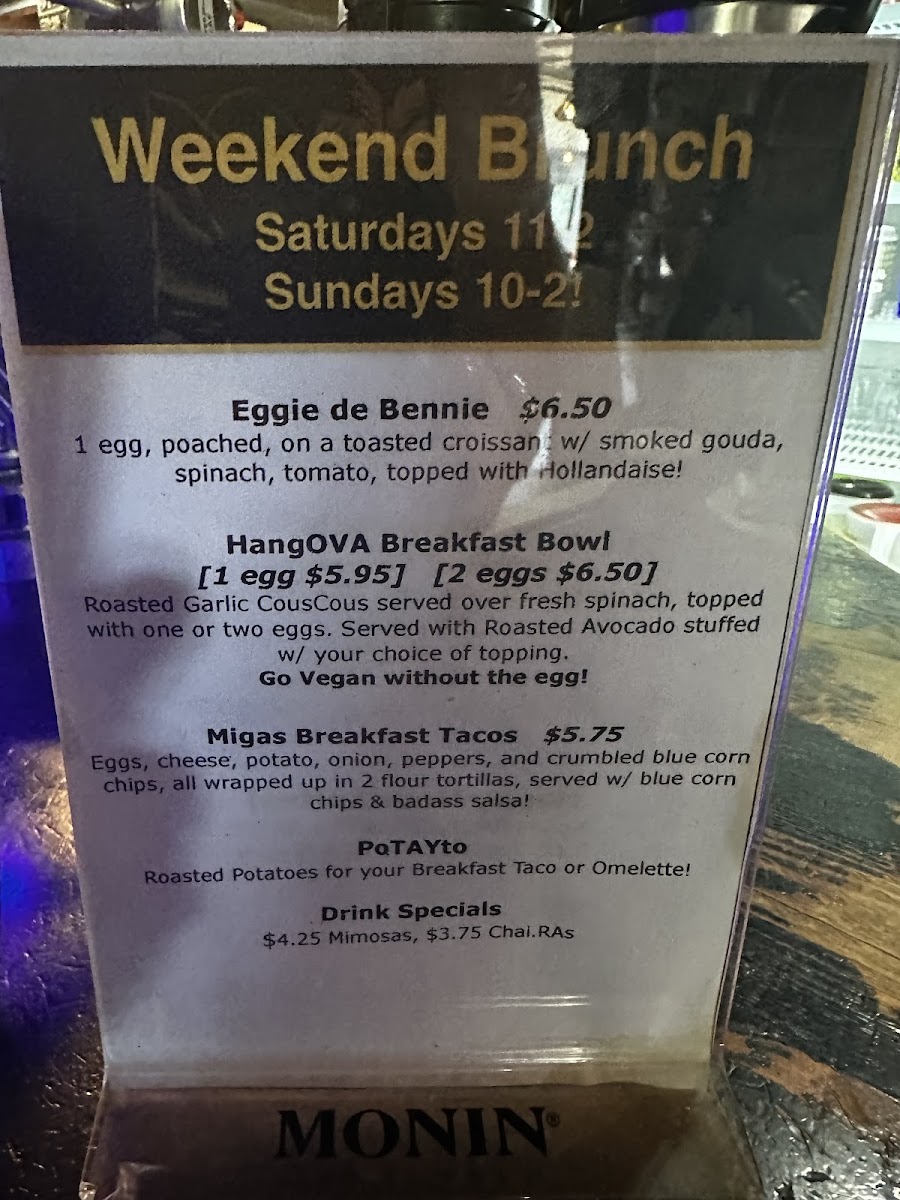 Weekend Brunch
Saturdays 11-2
Sundays 10-2!
Eggie de Bennie $6.50
1 egg, poached, on a toasted croissant w/ smoked gouda,
spinach, tomato, topped with Hollandaise!
HangOVA Breakfast Bowl
[1 egg $5.95] [2 eggs $6.50]
Roasted Garlic CousCous served over fresh spinach, topped
with one or two eggs. Served with Roasted Avocado stuffed
w/ your choice of topping.
Go Vegan without the egg!
Migas Breakfast Tacos $5.75
Eggs, cheese, potato, onion, peppers, and crumbled blue corn
chips, all wrapped up in 2 flour tortillas, served w/ blue corn
chips & badass salsa!
PoTAYto
Roasted Potatoes for your Breakfast Taco or Omelette!
Drink Specials
$4.25 Mimosas, $3.75 Chai.RAs
MONIN®